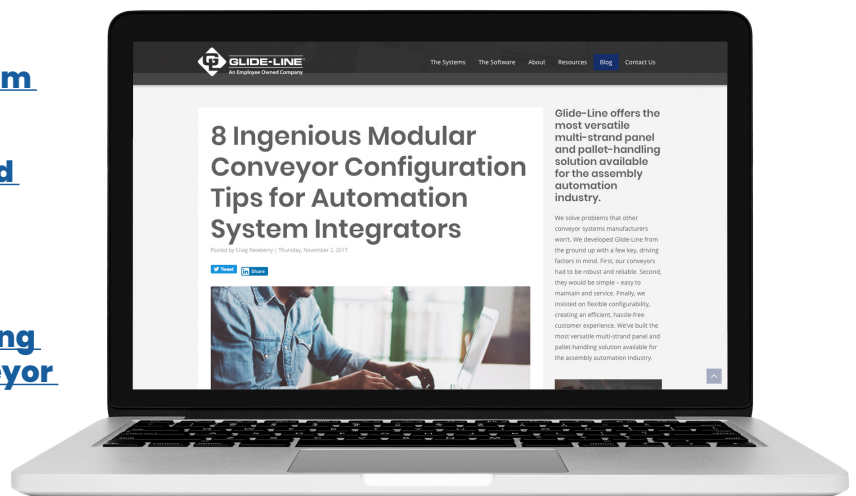 m
d
ng
eyor
GLIDE-LINE
An Employee Owned Company
The Systems The Software About Resources Blog Contact Us
8 Ingenious Modular
Conveyor Configuration
Tips for Automation
System Integrators
Posted by Craig Newberry | Thursday, November 2, 2017
Tweet
in Share
Glide-Line offers the
most versatile
multi-strand panel
and pallet-handling
solution available
for the assembly
automation
industry.
We solve problems that other
conveyor systems manufacturers
won't. We developed Glide-Line from
the ground up with a few key, driving
factors in mind. First, our conveyors
had to be robust and reliable. Second,
they would be simple – easy to
maintain and service. Finally, we
insisted on flexible configurability,
creating an efficient, hassle-free
customer experience. We've built the
most versatile multi-strand panel and
pallet-handling solution available for
the assembly automation industry.